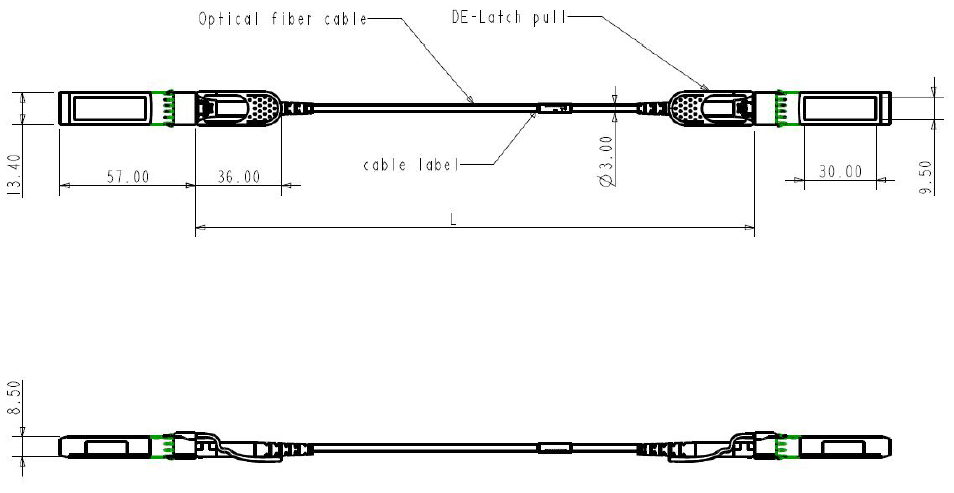 Optical fiber cable
DE-Latch pull
cable label
13.40
57.00
36.00
Ø3.00
30.00
9.50
L
8.50